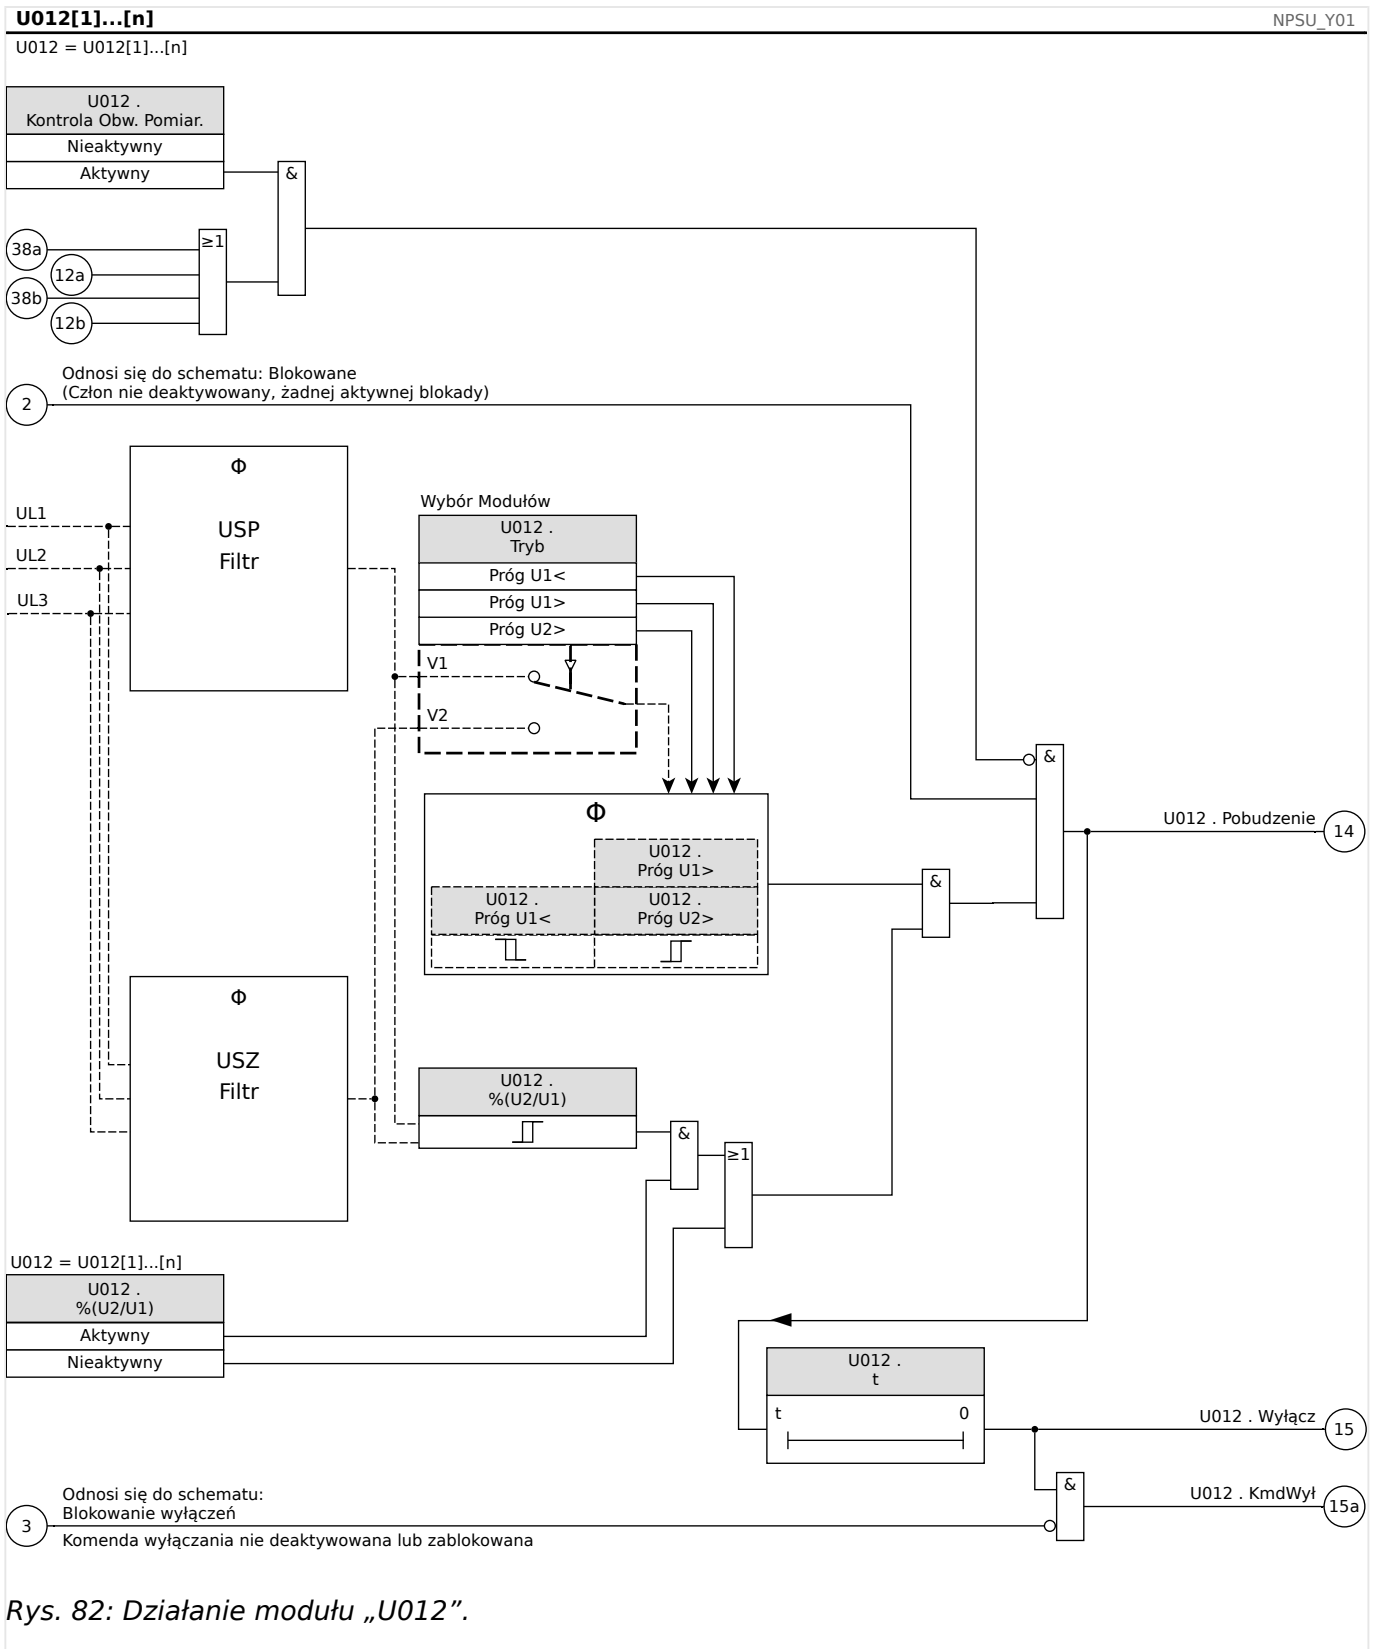 U012[1]...[n]
NPSU_Y01
U012 = U012[1]...[n]
U012 .
Kontrola Obw. Pomiar.
Nieaktywny
Aktywny
&
38a
≥1
12a
38b
12b
Odnosi się do schematu: Blokowane
(Człon nie deaktywowany, żadnej aktywnej blokady)
2
Φ
USP
Filtr
UL1
UL2
UL3
Wybór Modułów
U012 .
Tryb
Próg U1<
Próg U1>
Próg U2>
V1
V2
&
U012 . Pobudzenie
14
Φ
U012 .
Próg U1>
U012 .
Próg U1<
U012 .
Próg U2>
&
Φ
USZ
Filtr
U012 .
%(U2/U1)
&
≥1
U012 = U012[1]...[n]
U012 .
%(U2/U1)
Aktywny
Nieaktywny
U012 .
t
t
0
U012 . Wyłącz
15
&
U012 . KmdWył
15a
Odnosi się do schematu:
Blokowanie wyłączeń
3
Komenda wyłączania nie deaktywowana lub zablokowana
Rys. 82: Działanie modułu „U012”.